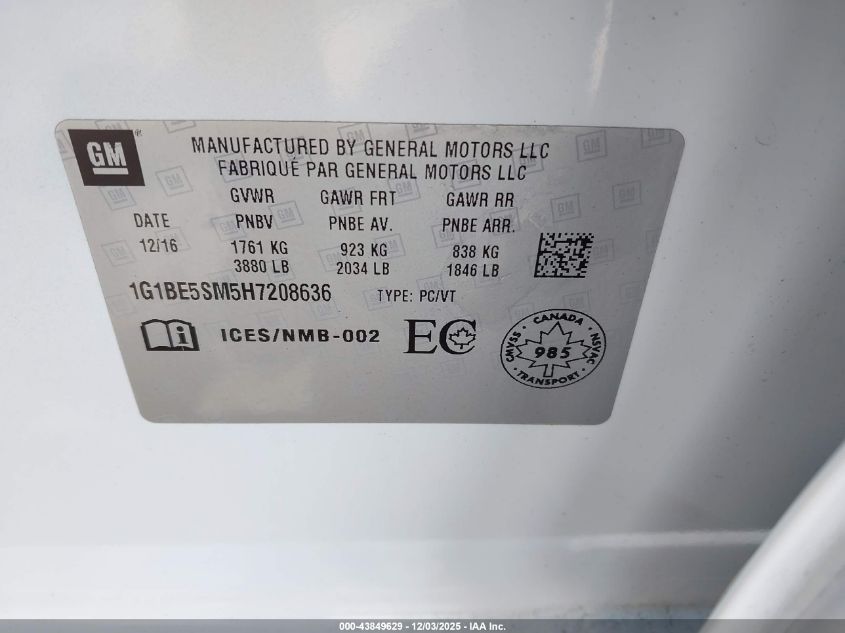 GM
MANUFACTURED BY GENERAL MOTORS LLC
FABRIQUÉ PAR GENERAL MOTORS LLC
GVWR GAWR FRT GAWR RR
DATE PNBV PNBE AV. PNBE ARR.
12/16 1761 KG 923 KG 838 KG
3880 LB 2034 LB 1846 LB
1G1BE5SM5H7208636 TYPE: PC/VT
i ICES/NMB-002 EC
CANADA
CMVSS 985 NSVAC
TRANSPORT
000-43849629 - 12/03/2025 - IAA Inc.